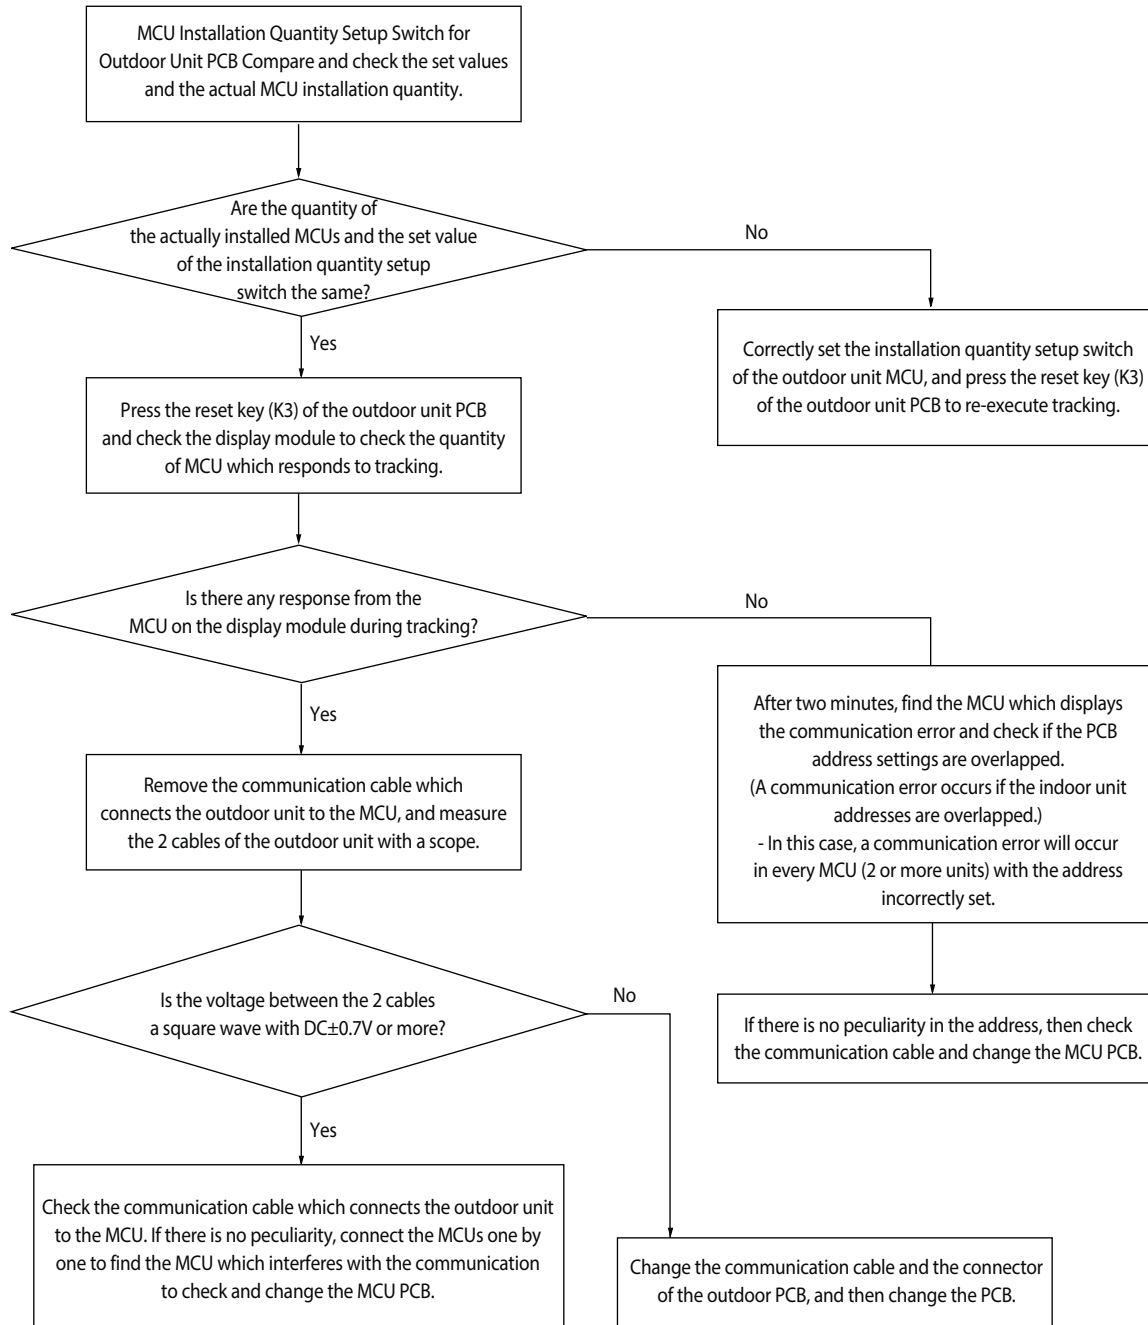 MCU Installation Quantity Setup Switch for
Outdoor Unit PCB Compare and check the set values
and the actual MCU installation quantity.
Are the quantity of
the actually installed MCUs and the set value
of the installation quantity setup
switch the same?
No
Yes
Correctly set the installation quantity setup switch
of the outdoor unit MCU, and press the reset key (K3)
of the outdoor unit PCB to re-execute tracking.
Press the reset key (K3) of the outdoor unit PCB
and check the display module to check the quantity
of MCU which responds to tracking.
Is there any response from the
MCU on the display module during tracking?
No
Yes
After two minutes, find the MCU which displays
the communication error and check if the PCB
address settings are overlapped.
(A communication error occurs if the indoor unit
addresses are overlapped.)
- In this case, a communication error will occur
in every MCU (2 or more units) with the address
incorrectly set.
Remove the communication cable which
connects the outdoor unit to the MCU, and measure
the 2 cables of the outdoor unit with a scope.
Is the voltage between the 2 cables
a square wave with DC±0.7V or more?
No
Yes
If there is no peculiarity in the address, then check
the communication cable and change the MCU PCB.
Check the communication cable which connects the outdoor unit
to the MCU. If there is no peculiarity, connect the MCUs one by
one to find the MCU which interferes with the communication
to check and change the MCU PCB.
Change the communication cable and the connector
of the outdoor PCB, and then change the PCB.